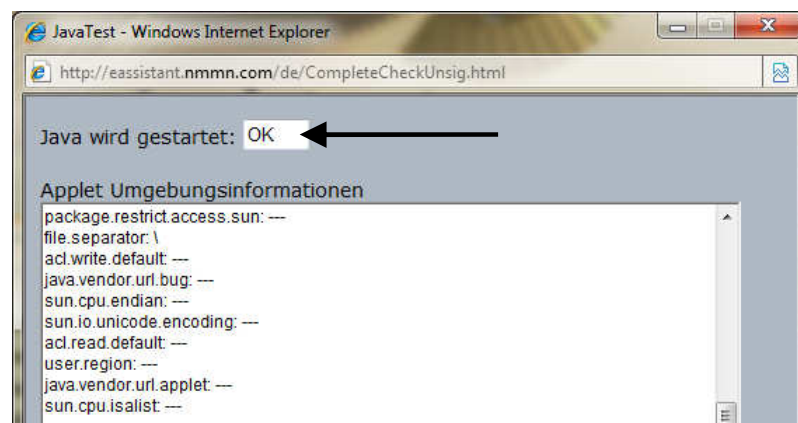 JavaTest - Windows Internet Explorer
http://eassistant.nmmn.com/de/CompleteCheckUnsig.html
Java wird gestartet: OK
Applet Umgebungsinformationen
package.restrict.access.sun: ---
file.separator: \
acl.write.default: ---
java.vendor.url.bug: ---
sun.cpu.endian: ---
sun.io.unicode.encoding: ---
acl.read.default: ---
user.region: ---
java.vendor.url.applet: ---
sun.cpu.isalist: ---